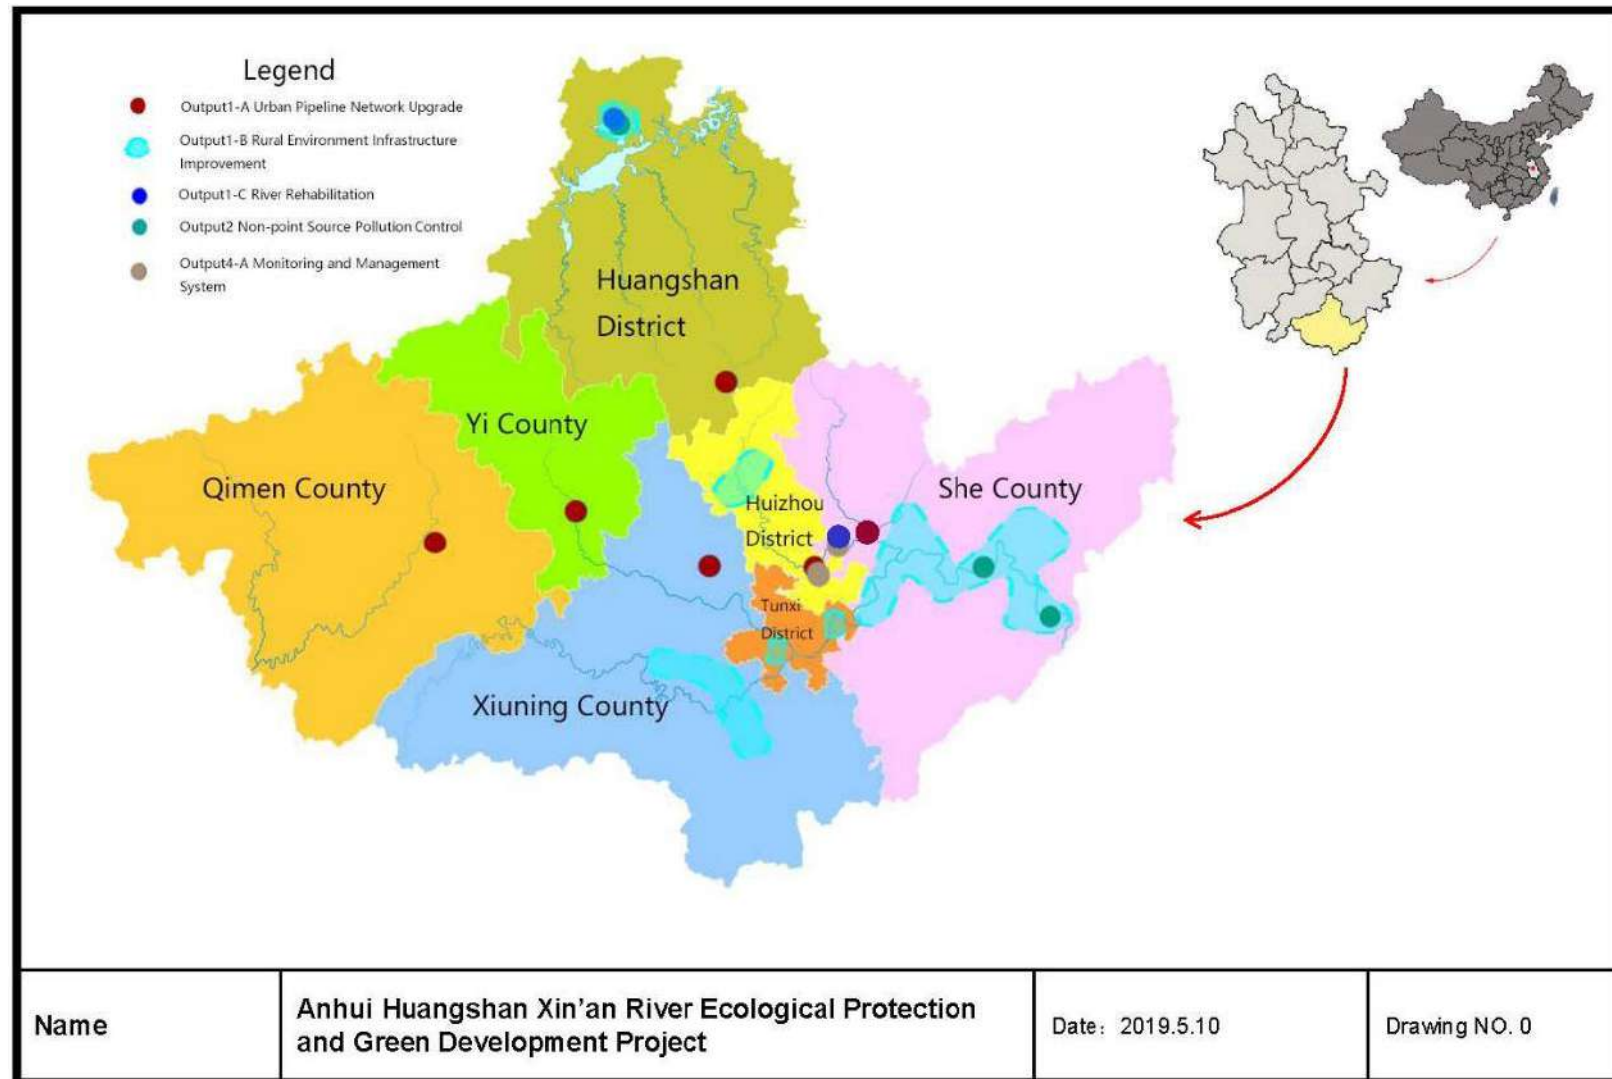 Legend
Output1-A Urban Pipeline Network Upgrade
Output1-B Rural Environment Infrastructure
Improvement
Output1-C River Rehabilitation
Output2 Non-point Source Pollution Control
Output4-A Monitoring and Management
System
Huangshan
District
Yi County
Qimen County
She County
Huizhou
District
Tunxi
District
Xiuning County
Name
Anhui Huangshan Xin’an River Ecological Protection
and Green Development Project
Date: 2019.5.10
Drawing NO. 0